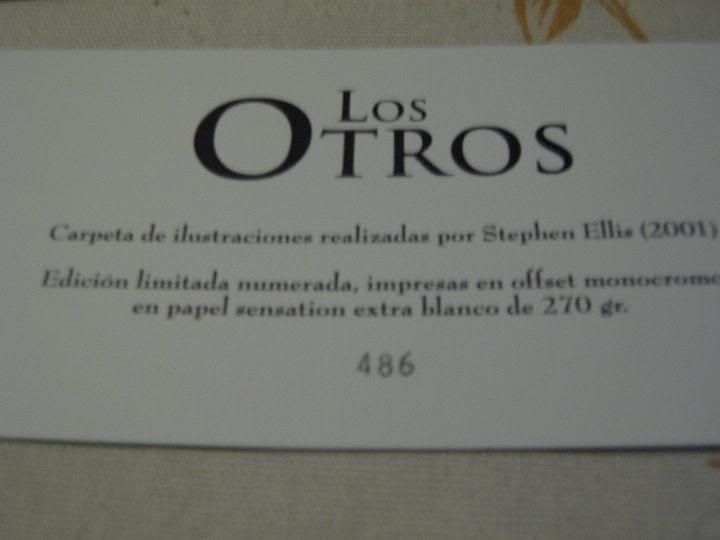 Los
Otros
Carpeta de ilustraciones realizadas por Stephen Ellis (2001)
Edición limitada numerada, impresas en offset monocromo
en papel sensation extra blanco de 270 gr.
486